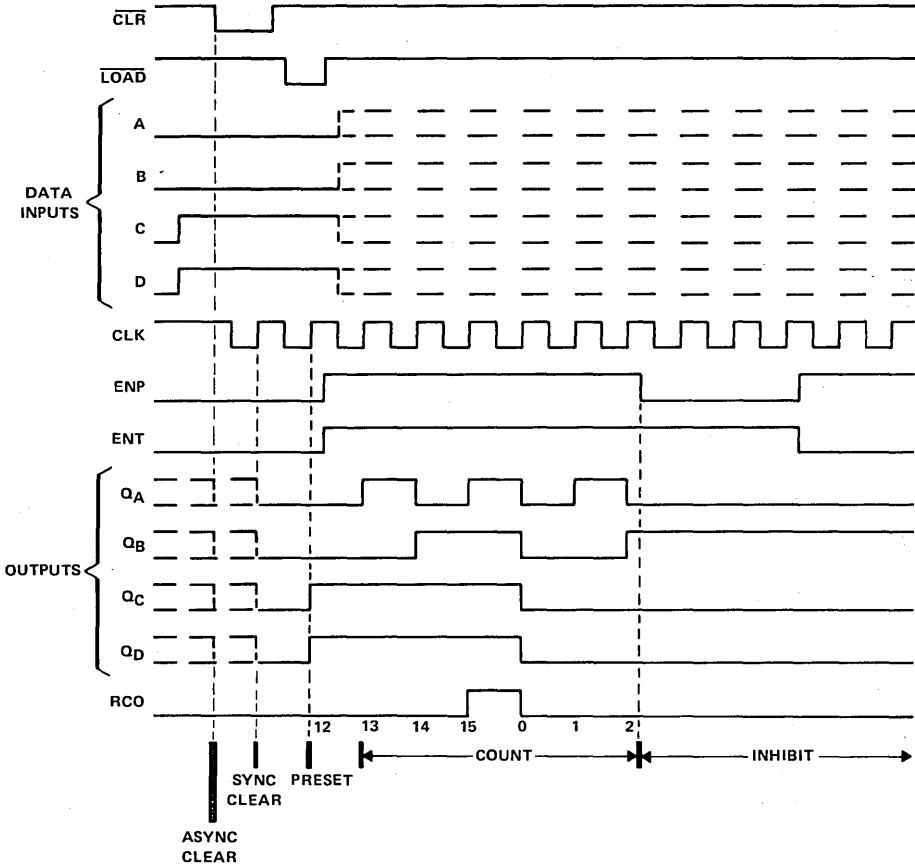 CLR
LOAD
A
B
DATA
INPUTS
C
D
CLK
ENP
ENT
QA
QB
OUTPUTS
QC
QD
RCO
12 13 14 15 0 1 2
COUNT
INHIBIT
SYNC
CLEAR
PRESET
ASYNC
CLEAR